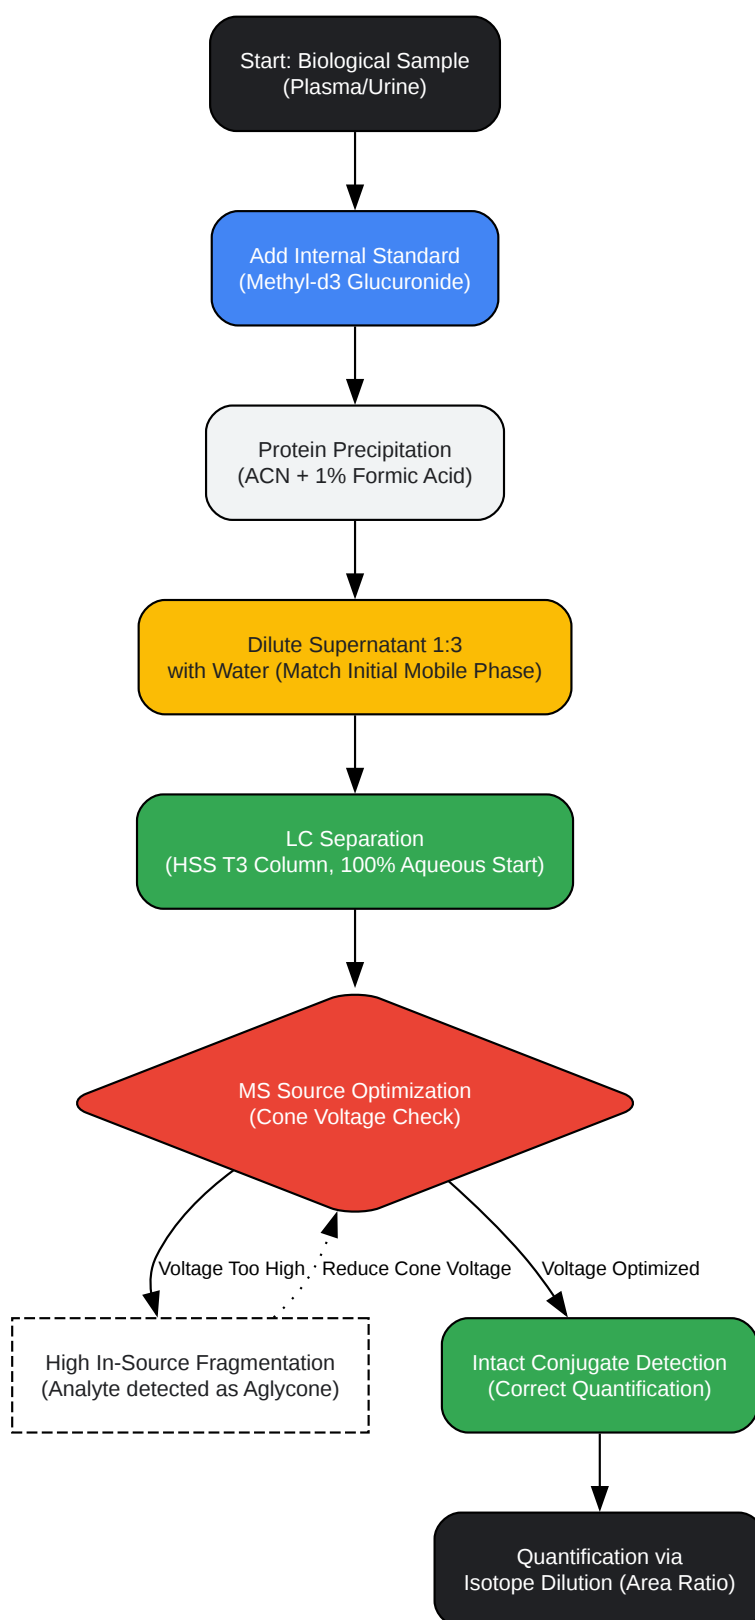 Start: Biological Sample
(Plasma/Urine)
Add Internal Standard
(Methyl-d3 Glucuronide)
Protein Precipitation
(ACN + 1% Formic Acid)
Dilute Supernatant 1:3
with Water (Match Initial Mobile Phase)
LC Separation
(HSS T3 Column, 100% Aqueous Start)
MS Source Optimization
(Cone Voltage Check)
Voltage Too High
Reduce Cone Voltage
Voltage Optimized
High In-Source Fragmentation
(Analyte detected as Aglycone)
Intact Conjugate Detection
(Correct Quantification)
Quantification via
Isotope Dilution (Area Ratio)